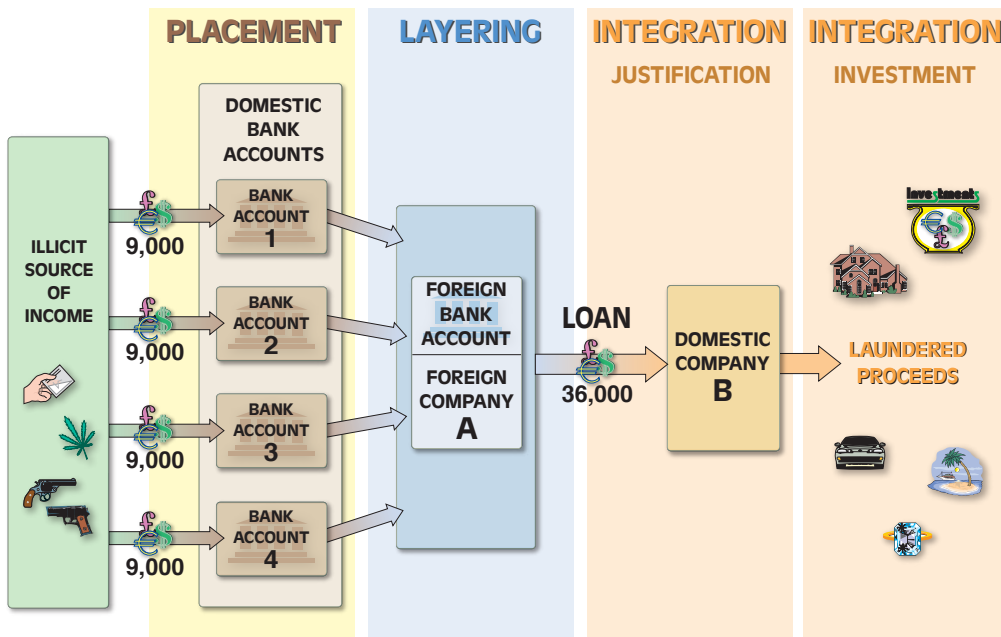 PLACEMENT
LAYERING
INTEGRATION
JUSTIFICATION
INTEGRATION
INVESTMENT
ILLICIT
SOURCE
OF
INCOME
£
€$
9,000
£
€$
9,000
£
€$
9,000
£
€$
9,000
DOMESTIC
BANK
ACCOUNTS
BANK
ACCOUNT
1
BANK
ACCOUNT
2
BANK
ACCOUNT
3
BANK
ACCOUNT
4
FOREIGN
BANK
ACCOUNT
FOREIGN
COMPANY
A
LOAN
£
€$
36,000
DOMESTIC
COMPANY
B
Investments
€ $
£
LAUNDERED
PROCEEDS